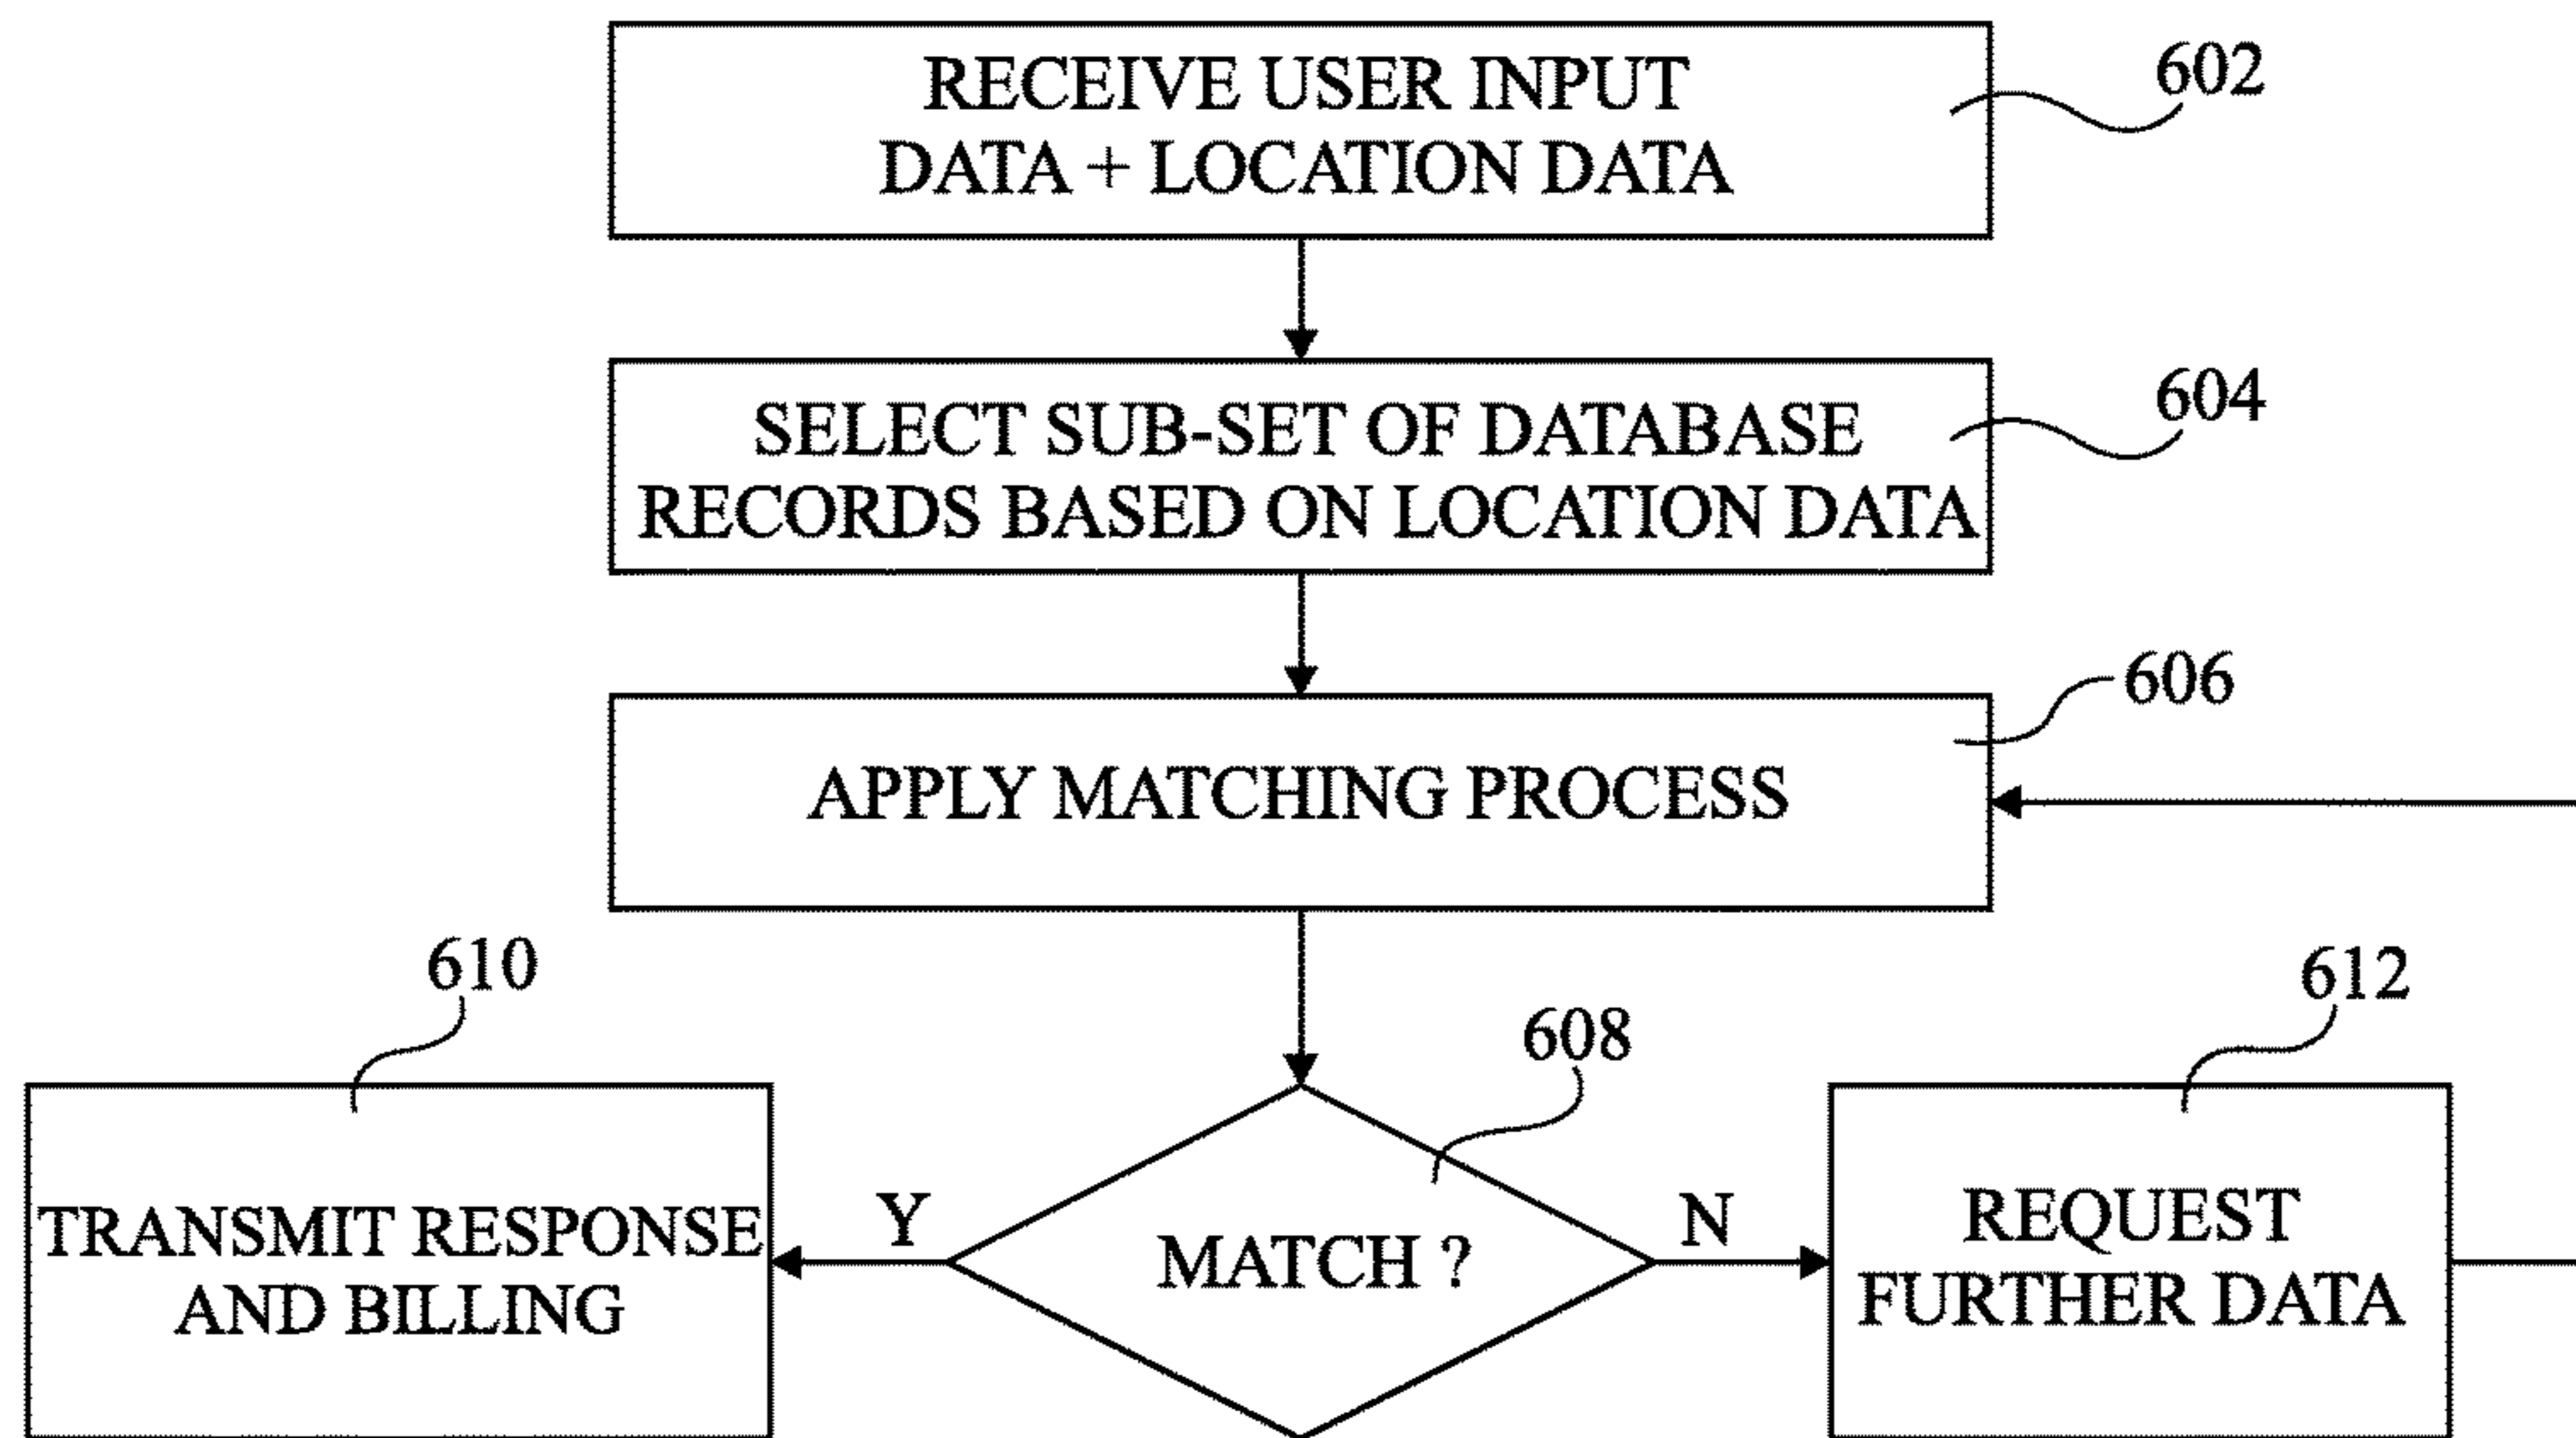 RECEIVE USER INPUT
DATA + LOCATION DATA
602
SELECT SUB-SET OF DATABASE
RECORDS BASED ON LOCATION DATA
604
APPLY MATCHING PROCESS
606
610
TRANSMIT RESPONSE
AND BILLING
Y
608
MATCH ?
N
612
REQUEST
FURTHER DATA